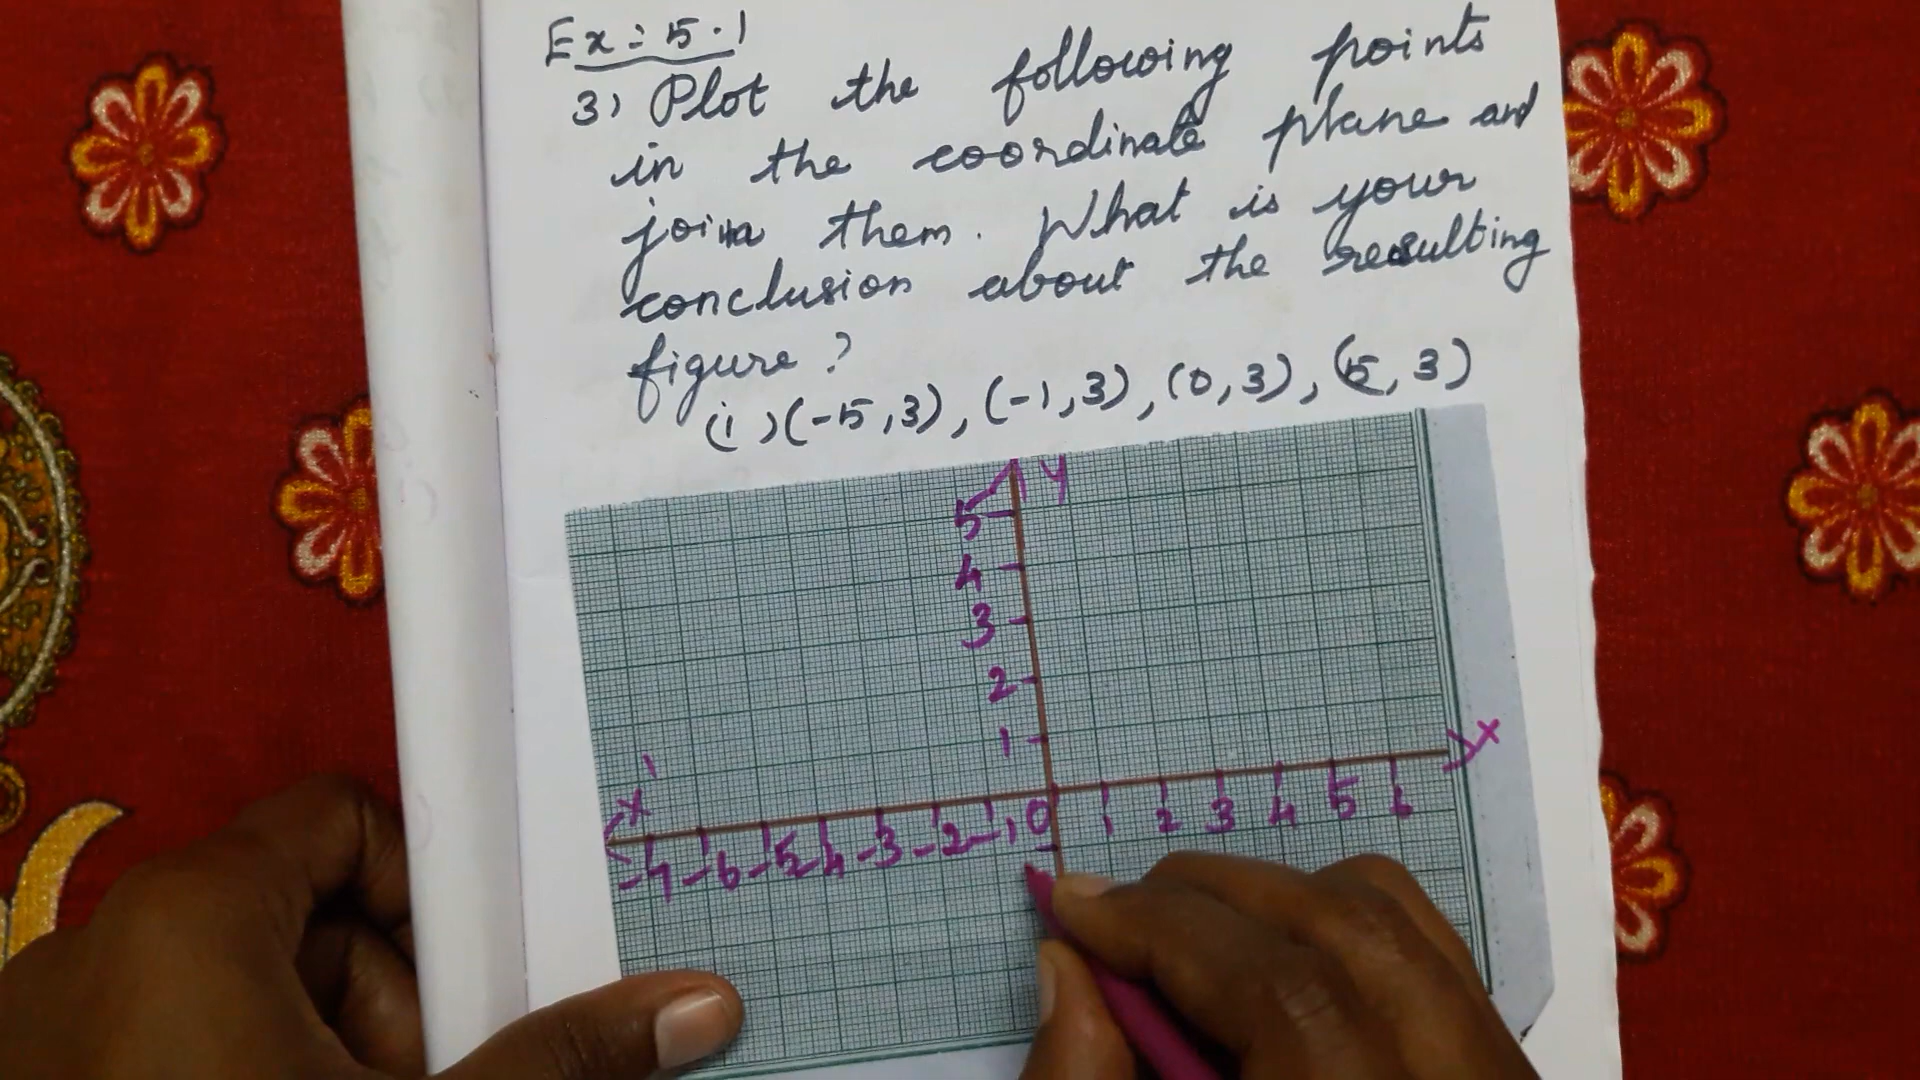 Ex: 5.1
3) Plot the following points
in the coordinate plane and
join them. What is your
conclusion about the resulting
figure?
(i) (-5,3), (-1,3), (0,3), (5,3)
Y
5
4
3
2
1
X
X'
-7 -6 -5 -4 -3 -2 -1 0 1 2 3 4 5 6